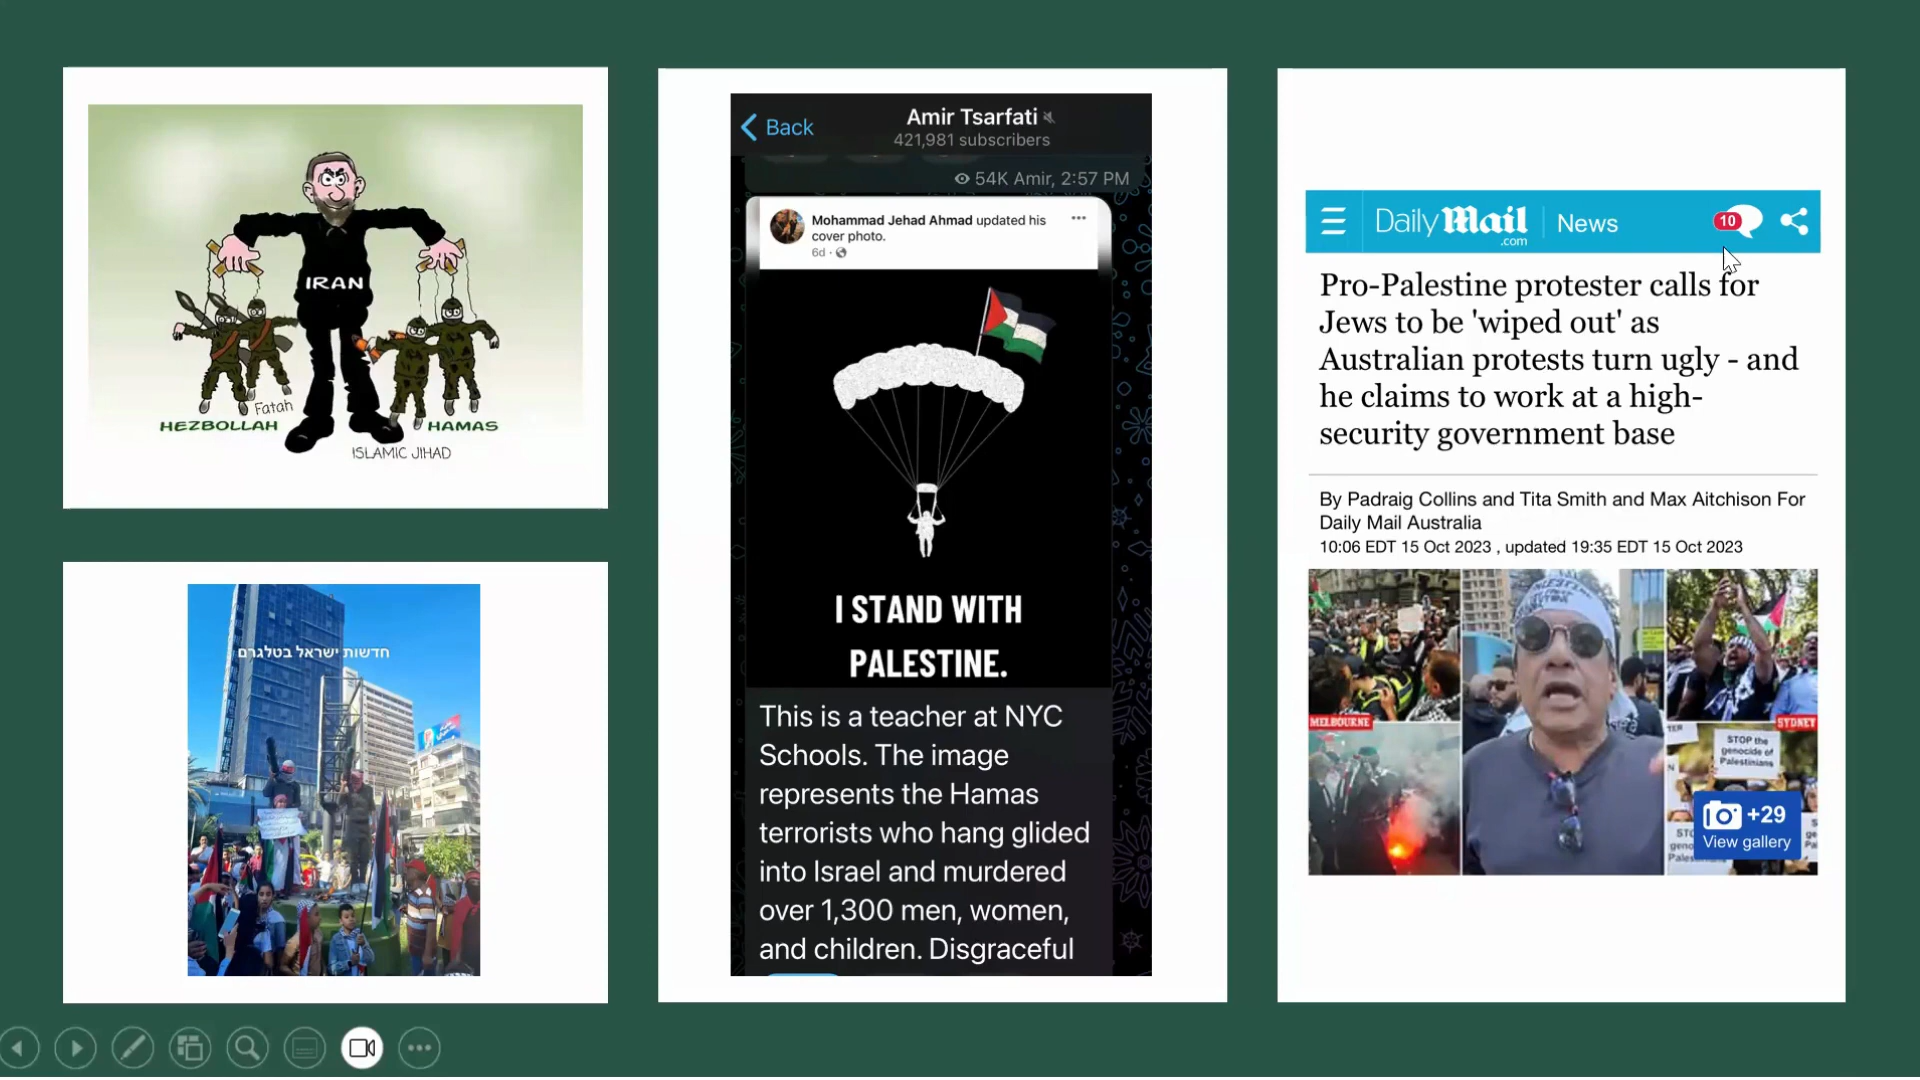 IRAN
Fatah
HEZBOLLAH
HAMAS
ISLAMIC JIHAD
חדשות ישראל בטלגרם
Back
Amir Tsarfati
421,981 subscribers
54K Amir, 2:57 PM
Mohammad Jehad Ahmad updated his
cover photo.
6d
I STAND WITH
PALESTINE.
This is a teacher at NYC
Schools. The image
represents the Hamas
terrorists who hang glided
into Israel and murdered
over 1,300 men, women,
and children. Disgraceful
Daily Mail
.com
News
10
Pro-Palestine protester calls for
Jews to be 'wiped out' as
Australian protests turn ugly - and
he claims to work at a high-
security government base
By Padraig Collins and Tita Smith and Max Aitchison For
Daily Mail Australia
10:06 EDT 15 Oct 2023 , updated 19:35 EDT 15 Oct 2023
MELBOURNE
SYDNEY
STOP the
genocide of
Palestinians
+29
View gallery